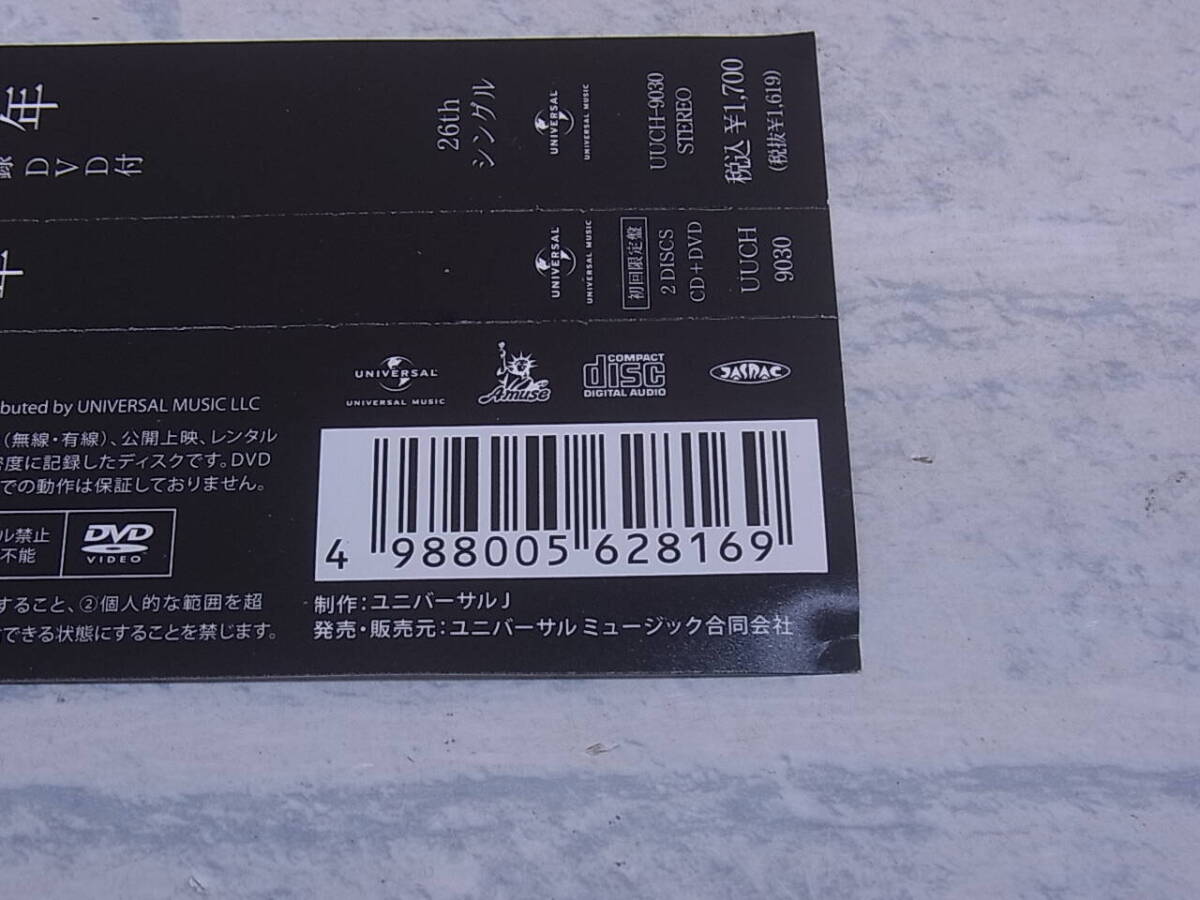 年
録DVD付
26th
シングル
UNIVERSAL
UNIVERSAL MUSIC
UUCH-9030
STEREO
税込 ¥1,700
(税抜¥1,619)
年
UNIVERSAL
UNIVERSAL MUSIC
初回限定盤
2 DISCS
CD+DVD
UUCH
9030
UNIVERSAL
UNIVERSAL MUSIC
Amuse
COMPACT
disc
DIGITAL AUDIO
JASRAC
buted by UNIVERSAL MUSIC LLC
(無線・有線)、公開上映、レンタル
密度に記録したディスクです。DVD
での動作は保証しておりません。
ル禁止
不能
DVD
VIDEO
すること、②個人的な範囲を超
できる状態にすることを禁じます。
4 988005 628169
制作：ユニバーサル J
発売・販売元：ユニバーサル ミュージック合同会社